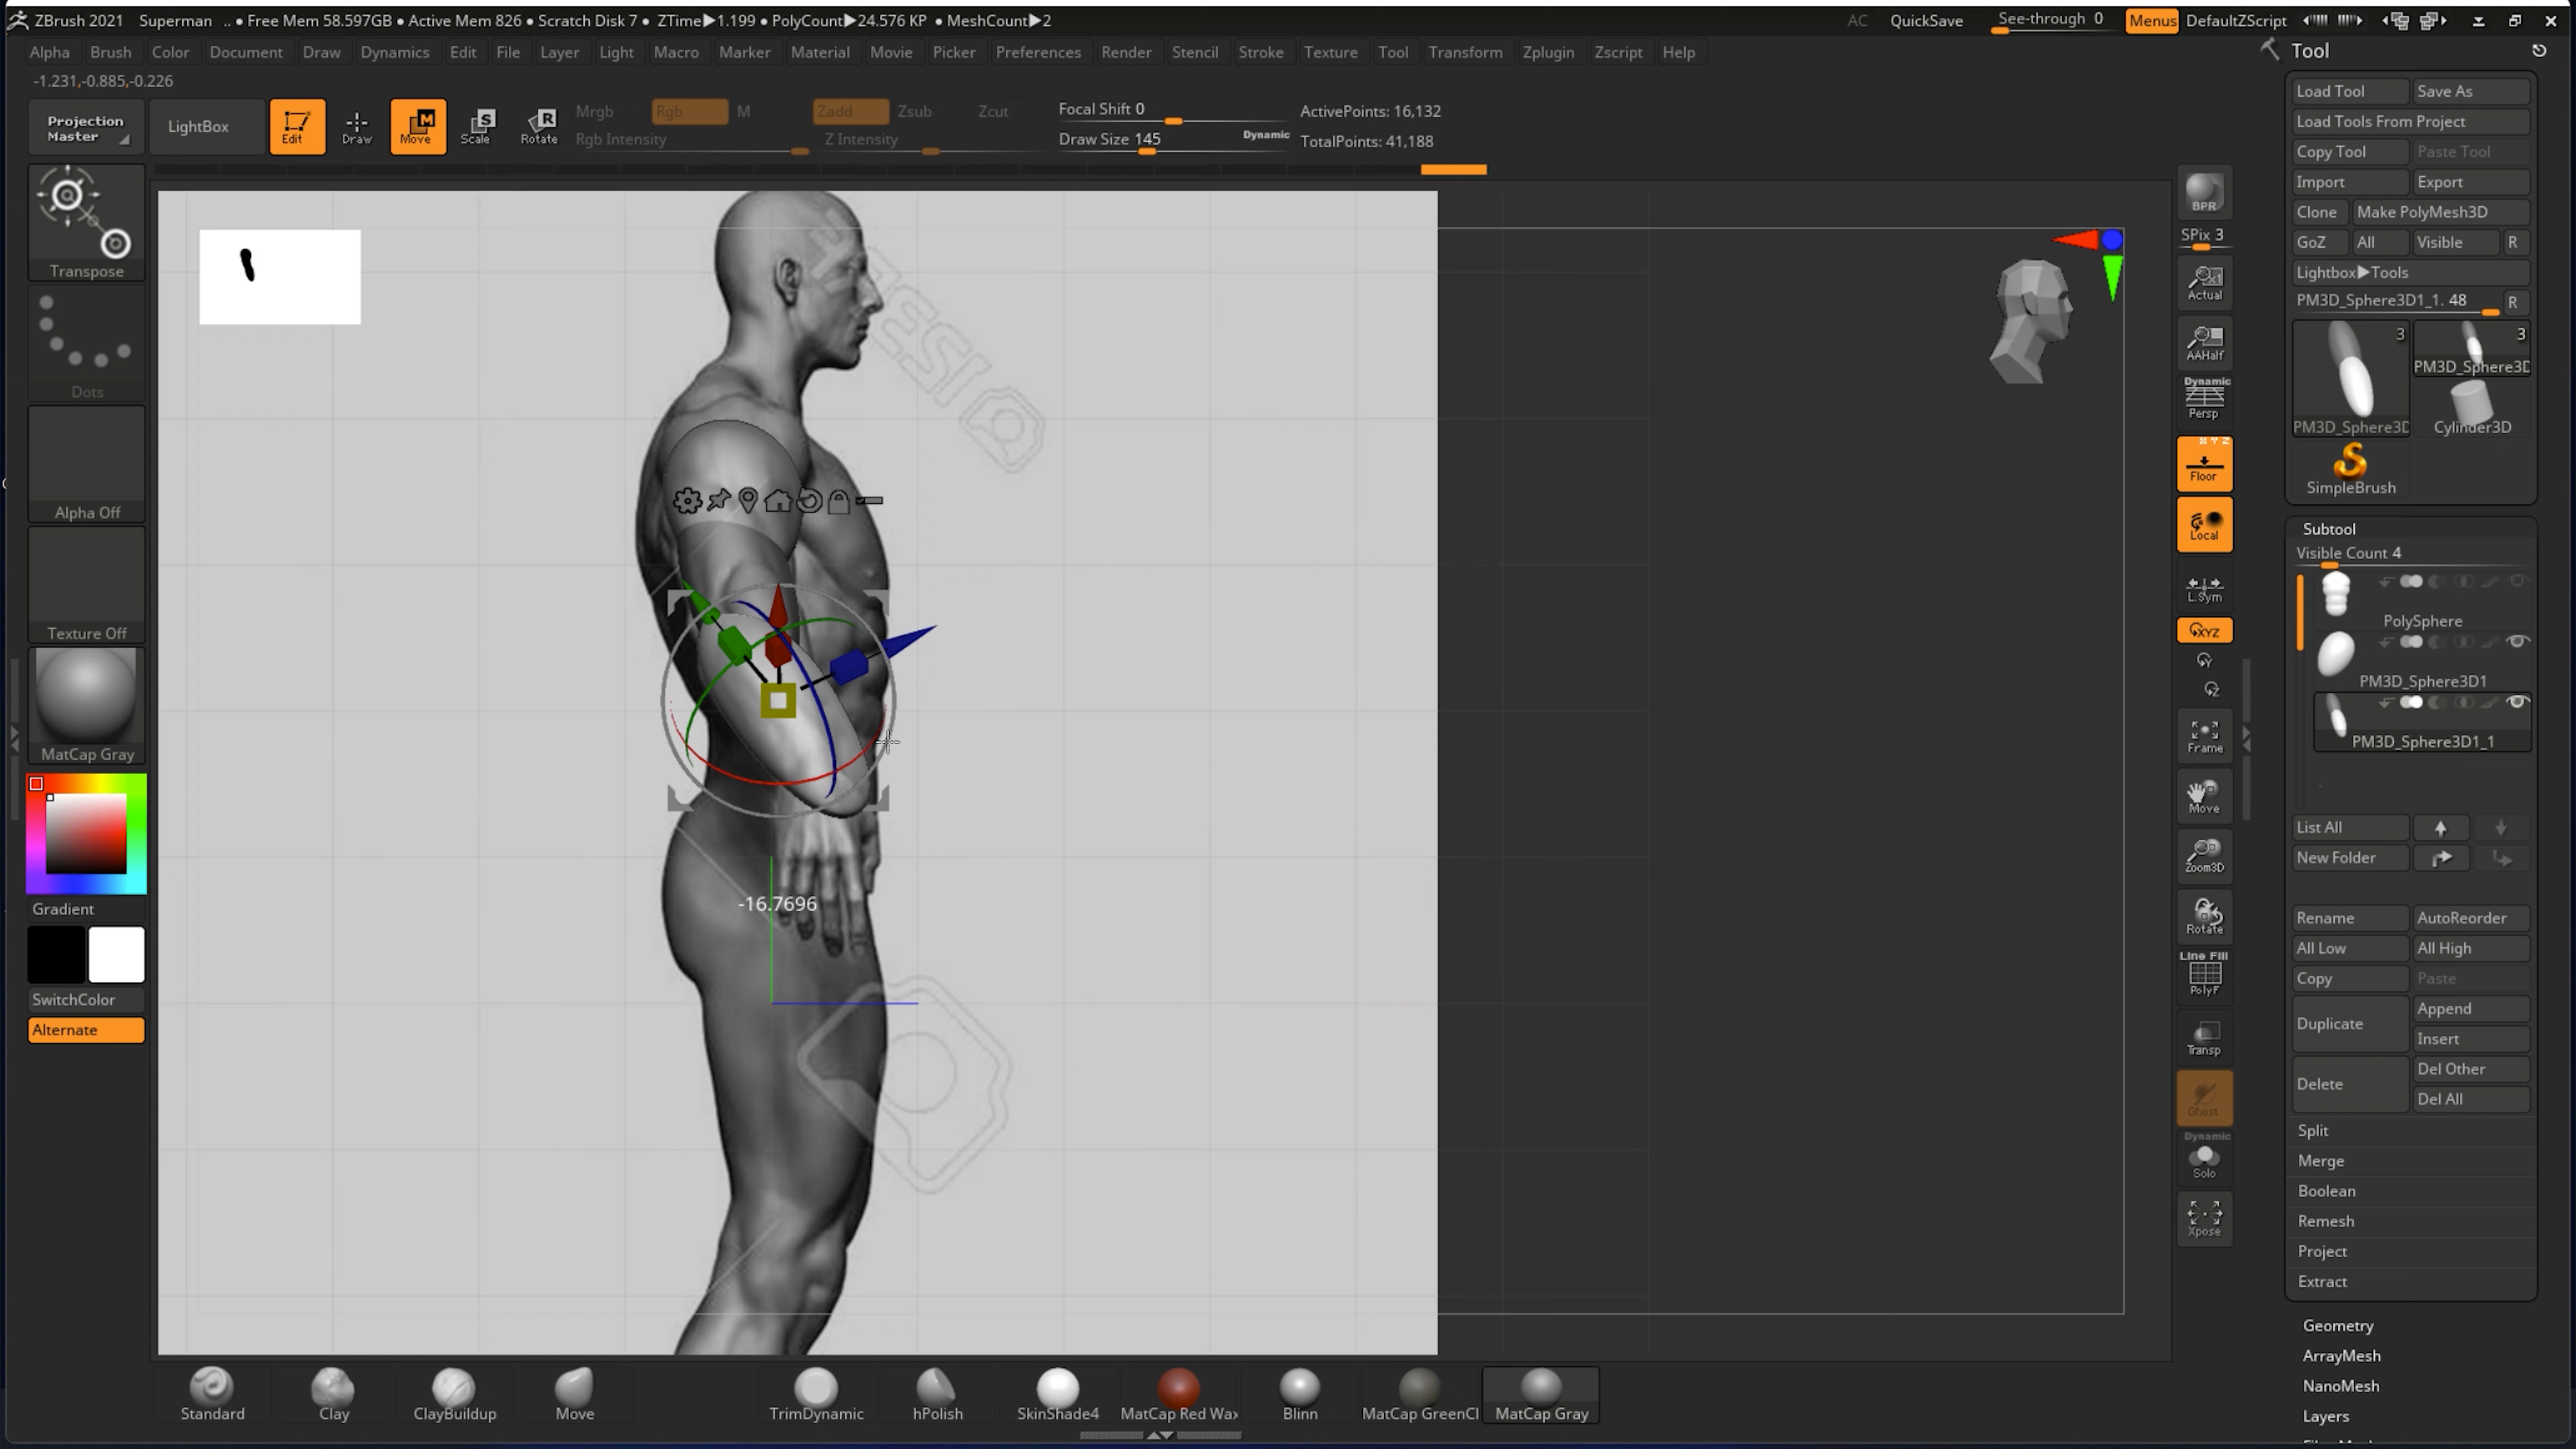 ZBrush 2021 Superman .. • Free Mem 58.597GB • Active Mem 826 • Scratch Disk 7 • ZTime▶1.199 • PolyCount▶24.576 KP • MeshCount▶2 AC QuickSave See-through 0 Menus DefaultZScript
Alpha Brush Color Document Draw Dynamics Edit File Layer Light Macro Marker Material Movie Picker Preferences Render Stencil Stroke Texture Tool Transform Zplugin Zscript Help
-1.231,-0.885,-0.226
Projection Master
LightBox
Edit
Draw
Move
Scale
Rotate
Mrgb Rgb M
Rgb Intensity
Zadd Zsub Zcut
Z Intensity
Focal Shift 0
Draw Size 145
Dynamic
ActivePoints: 16,132
TotalPoints: 41,188
Transpose
Dots
Alpha Off
Texture Off
MatCap Gray
Gradient
SwitchColor
Alternate
-16.7696
BPR
SPix 3
Actual
AAHalf
Dynamic
Persp
X Y Z
Floor
Local
L.Sym
XYZ
Y
Z
Frame
Move
Zoom3D
Rotate
Line Fill
PolyF
Transp
Ghost
Dynamic
Solo
Xpose
Tool
Load Tool Save As
Load Tools From Project
Copy Tool Paste Tool
Import Export
Clone Make PolyMesh3D
GoZ All Visible R
Lightbox▶Tools
PM3D_Sphere3D1_1. 48 R
3 3
PM3D_Sphere3D
PM3D_Sphere3D Cylinder3D
SimpleBrush
Subtool
Visible Count 4
PolySphere
PM3D_Sphere3D1
PM3D_Sphere3D1_1
List All
New Folder
Rename AutoReorder
All Low All High
Copy Paste
Duplicate Append
Insert
Delete Del Other
Del All
Split
Merge
Boolean
Remesh
Project
Extract
Geometry
ArrayMesh
NanoMesh
Layers
Standard Clay ClayBuildup Move TrimDynamic hPolish SkinShade4 MatCap Red Wax Blinn MatCap GreenCl MatCap Gray